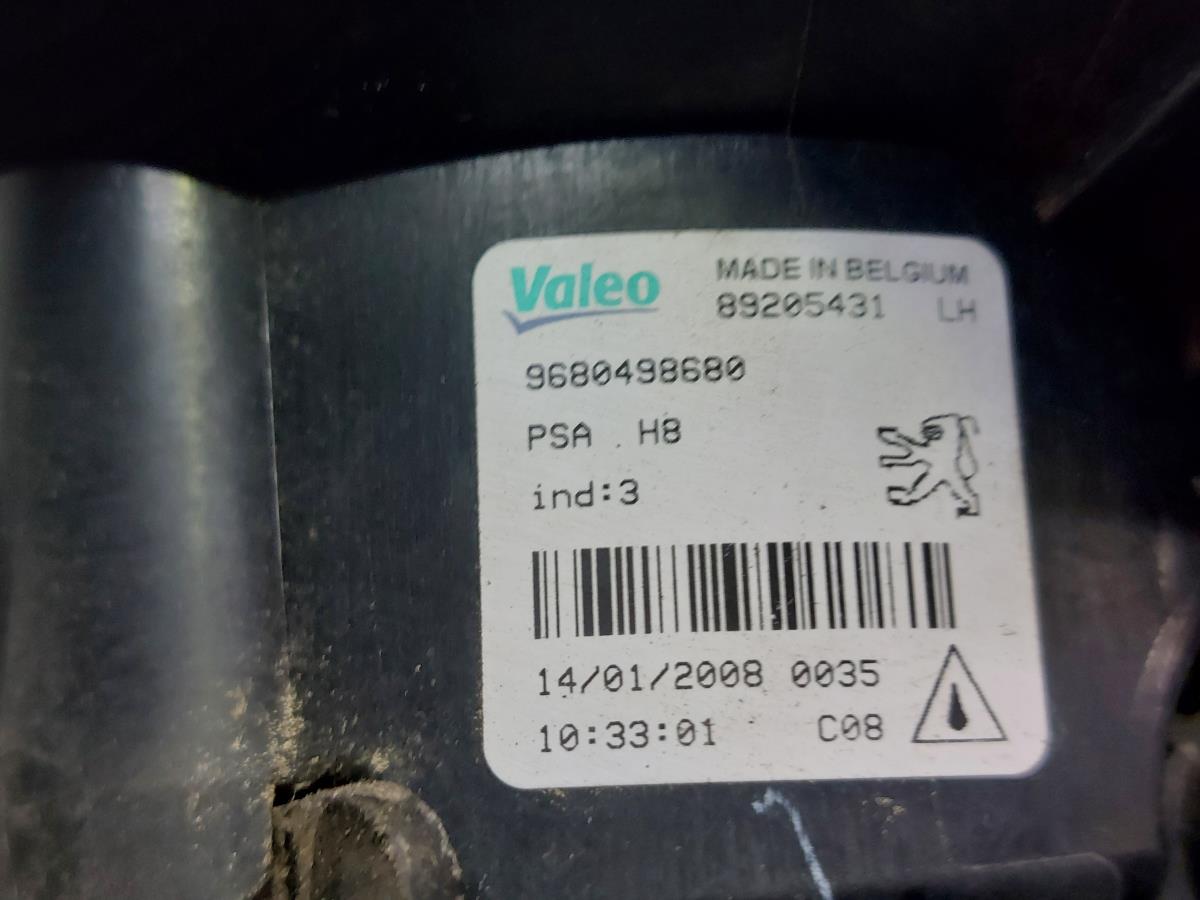 Valeo
MADE IN BELGIUM
89205431 LH
9680498680
PSA . H8
ind:3
14/01/2008 0035
10:33:01 C08